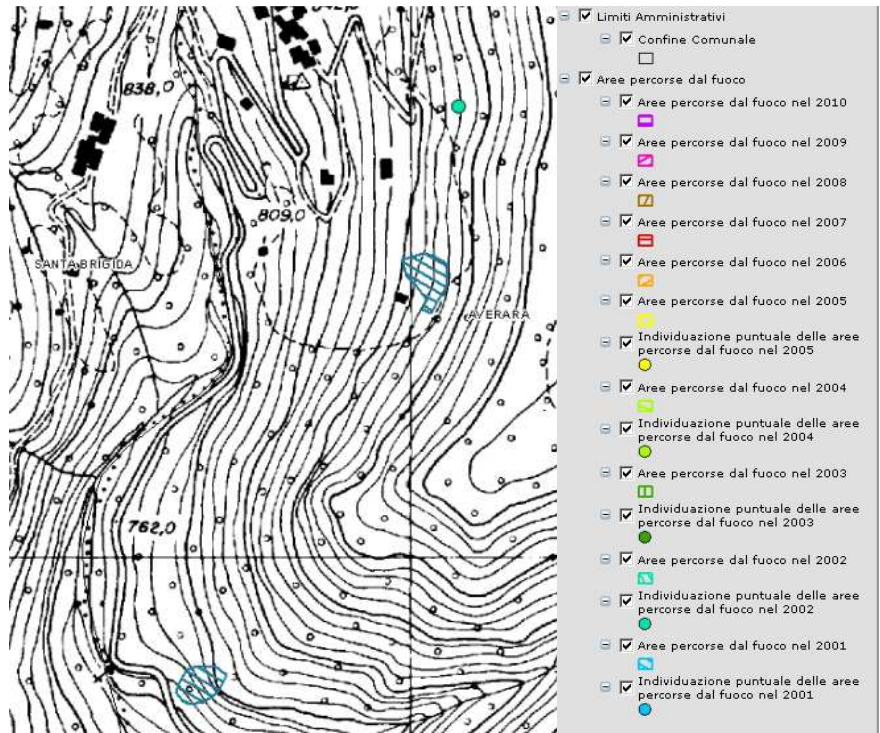 838,0
809,0
SANTA BRIGIDA
AVERARA
762,0
Limiti Amministrativi
Confine Comunale
Aree percorse dal fuoco
Aree percorse dal fuoco nel 2010
Aree percorse dal fuoco nel 2009
Aree percorse dal fuoco nel 2008
Aree percorse dal fuoco nel 2007
Aree percorse dal fuoco nel 2006
Aree percorse dal fuoco nel 2005
Individuazione puntuale delle aree
percorse dal fuoco nel 2005
Aree percorse dal fuoco nel 2004
Individuazione puntuale delle aree
percorse dal fuoco nel 2004
Aree percorse dal fuoco nel 2003
Individuazione puntuale delle aree
percorse dal fuoco nel 2003
Aree percorse dal fuoco nel 2002
Individuazione puntuale delle aree
percorse dal fuoco nel 2002
Aree percorse dal fuoco nel 2001
Individuazione puntuale delle aree
percorse dal fuoco nel 2001